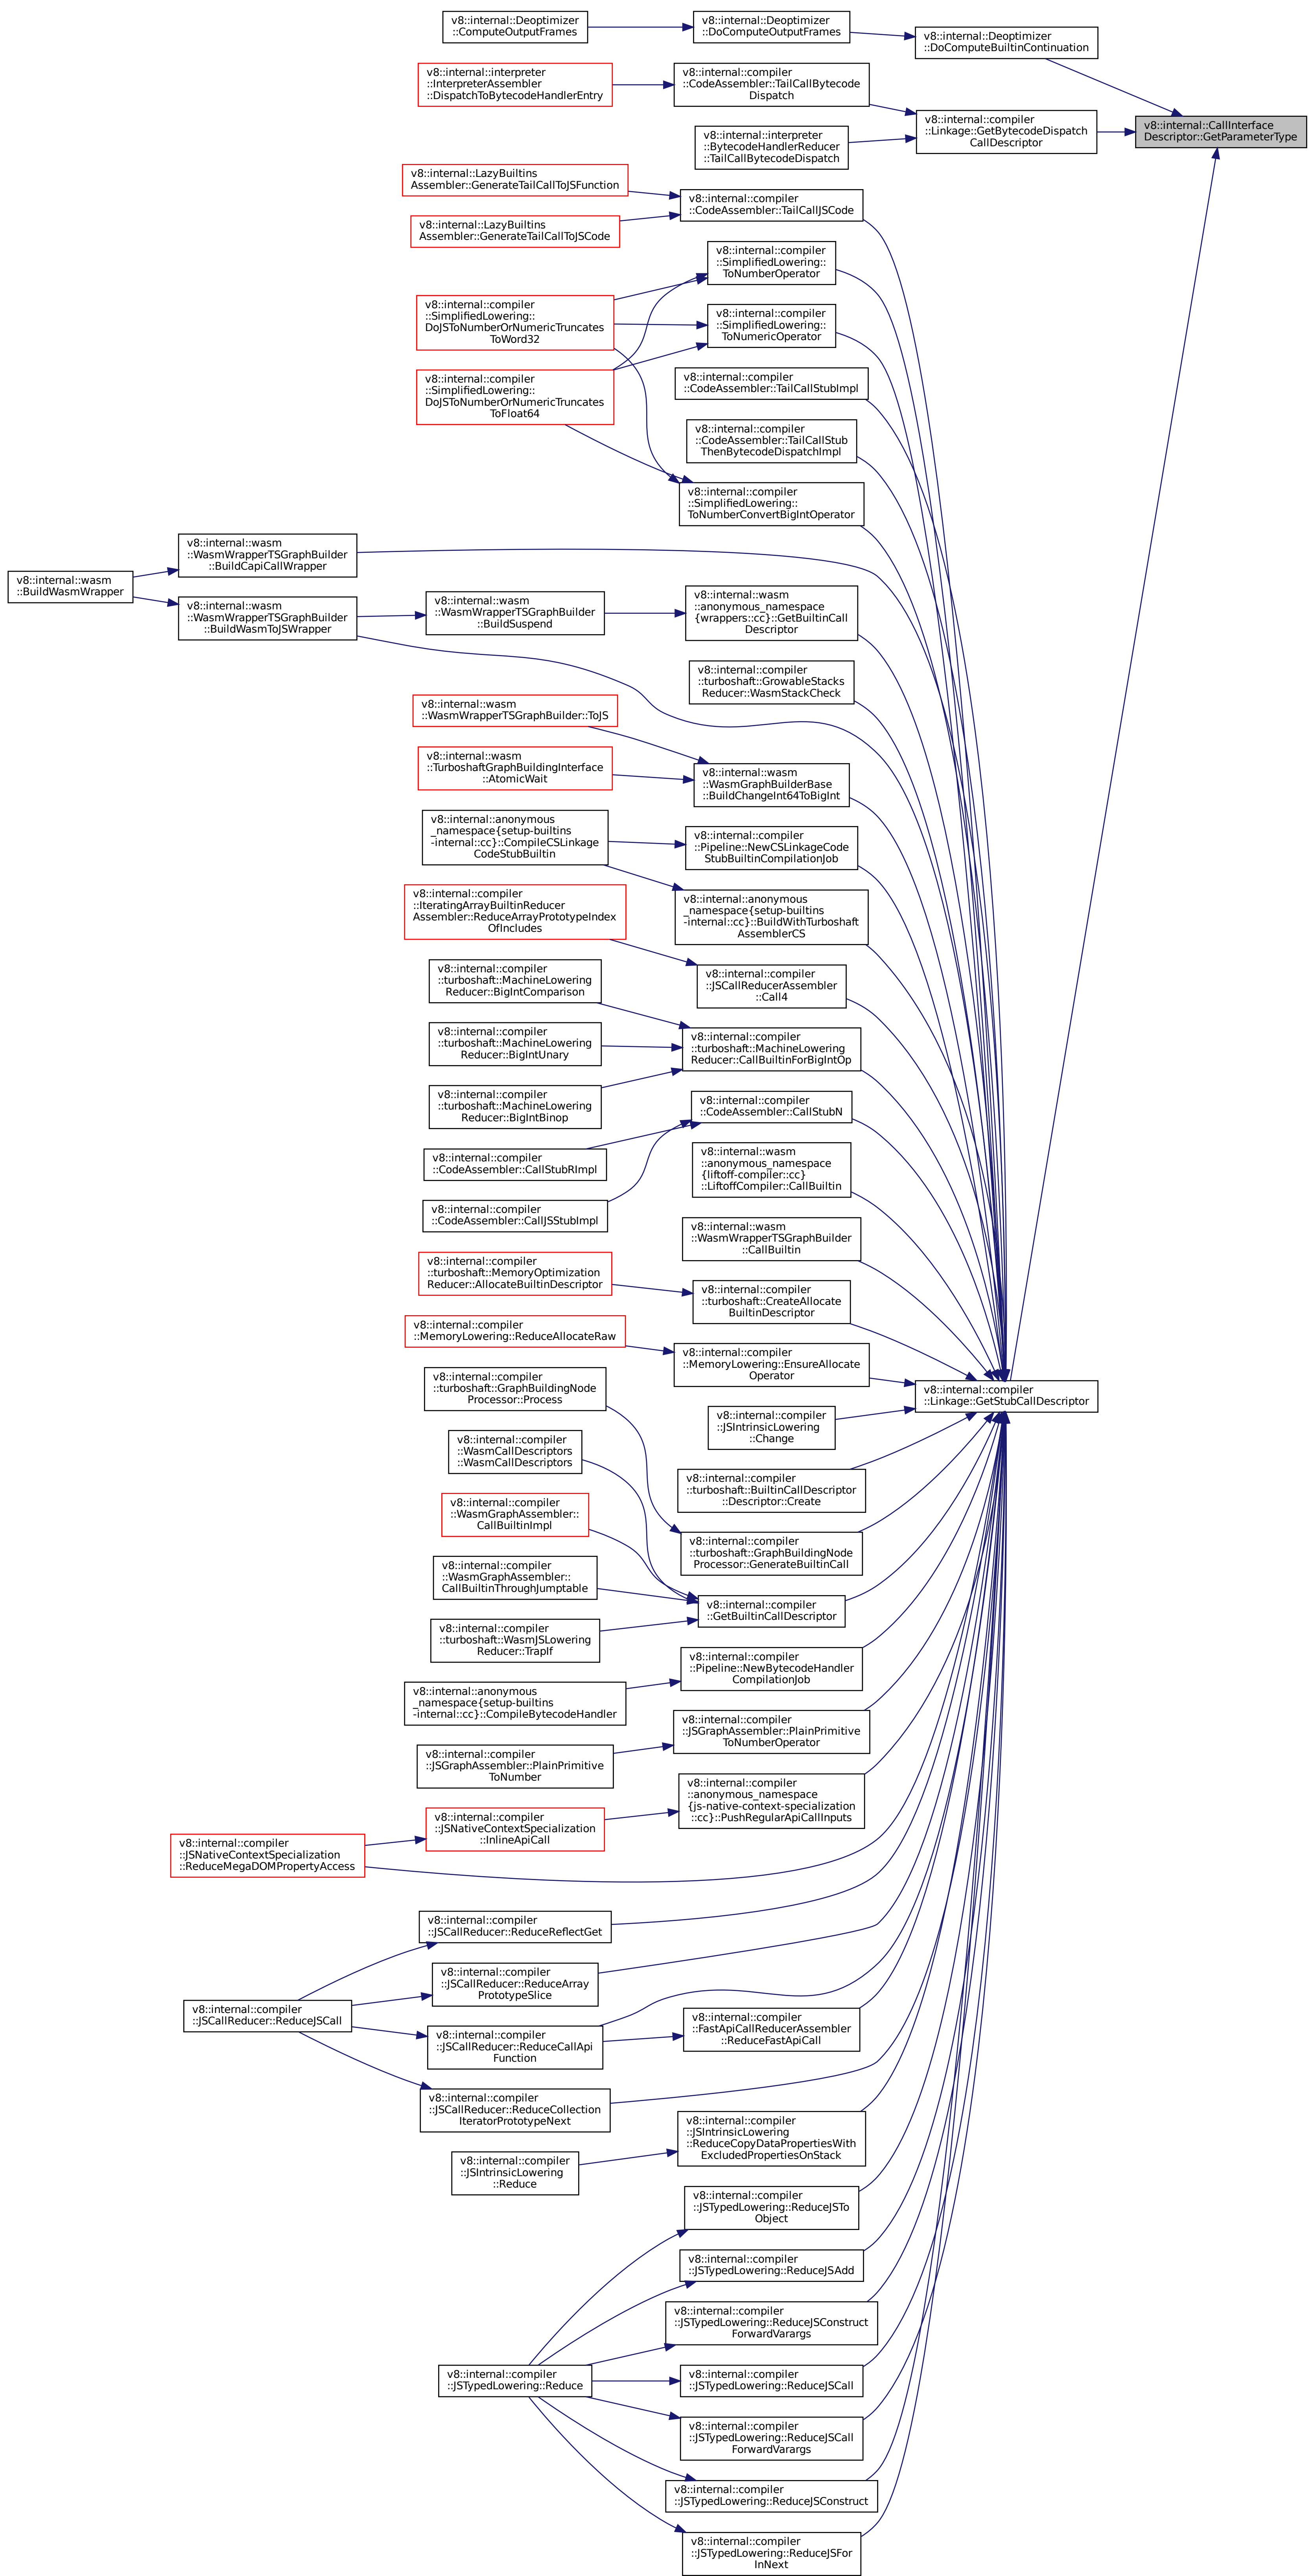 v8::internal::Deoptimizer
::ComputeOutputFrames
v8::internal::Deoptimizer
::DoComputeOutputFrames
v8::internal::Deoptimizer
::DoComputeBuiltinContinuation
v8::internal::interpreter
::InterpreterAssembler
::DispatchToBytecodeHandlerEntry
v8::internal::compiler
::CodeAssembler::TailCallBytecode
Dispatch
v8::internal::compiler
::Linkage::GetBytecodeDispatch
CallDescriptor
v8::internal::CallInterface
Descriptor::GetParameterType
v8::internal::interpreter
::BytecodeHandlerReducer
::TailCallBytecodeDispatch
v8::internal::LazyBuiltins
Assembler::GenerateTailCallToJSFunction
v8::internal::compiler
::CodeAssembler::TailCallJSCode
v8::internal::LazyBuiltins
Assembler::GenerateTailCallToJSCode
v8::internal::compiler
::SimplifiedLowering::
ToNumberOperator
v8::internal::compiler
::SimplifiedLowering::
DoJSToNumberOrNumericTruncates
ToWord32
v8::internal::compiler
::SimplifiedLowering::
ToNumericOperator
v8::internal::compiler
::SimplifiedLowering::
DoJSToNumberOrNumericTruncates
ToFloat64
v8::internal::compiler
::CodeAssembler::TailCallStubImpl
v8::internal::compiler
::CodeAssembler::TailCallStub
ThenBytecodeDispatchImpl
v8::internal::compiler
::SimplifiedLowering::
ToNumberConvertBigIntOperator
v8::internal::wasm
::WasmWrapperTSGraphBuilder
::BuildCapiCallWrapper
v8::internal::wasm
::BuildWasmWrapper
v8::internal::wasm
::WasmWrapperTSGraphBuilder
::BuildWasmToJSWrapper
v8::internal::wasm
::WasmWrapperTSGraphBuilder
::BuildSuspend
v8::internal::wasm
::anonymous_namespace
{wrappers::cc}::GetBuiltinCall
Descriptor
v8::internal::compiler
::turboshaft::GrowableStacks
Reducer::WasmStackCheck
v8::internal::wasm
::WasmWrapperTSGraphBuilder::ToJS
v8::internal::wasm
::TurboshaftGraphBuildingInterface
::AtomicWait
v8::internal::wasm
::WasmGraphBuilderBase
::BuildChangeInt64ToBigInt
v8::internal::anonymous
_namespace{setup-builtins
-internal::cc}::CompileCSLinkage
CodeStubBuiltin
v8::internal::compiler
::Pipeline::NewCSLinkageCode
StubBuiltinCompilationJob
v8::internal::compiler
::IteratingArrayBuiltinReducer
Assembler::ReduceArrayPrototypeIndex
OfIncludes
v8::internal::anonymous
_namespace{setup-builtins
-internal::cc}::BuildWithTurboshaft
AssemblerCS
v8::internal::compiler
::JSCallReducerAssembler
::Call4
v8::internal::compiler
::turboshaft::MachineLowering
Reducer::BigIntComparison
v8::internal::compiler
::turboshaft::MachineLowering
Reducer::BigIntUnary
v8::internal::compiler
::turboshaft::MachineLowering
Reducer::CallBuiltinForBigIntOp
v8::internal::compiler
::turboshaft::MachineLowering
Reducer::BigIntBinop
v8::internal::compiler
::CodeAssembler::CallStubN
v8::internal::compiler
::CodeAssembler::CallStubRImpl
v8::internal::compiler
::CodeAssembler::CallJSStubImpl
v8::internal::wasm
::anonymous_namespace
{liftoff-compiler::cc}
::LiftoffCompiler::CallBuiltin
v8::internal::wasm
::WasmWrapperTSGraphBuilder
::CallBuiltin
v8::internal::compiler
::turboshaft::MemoryOptimization
Reducer::AllocateBuiltinDescriptor
v8::internal::compiler
::turboshaft::CreateAllocate
BuiltinDescriptor
v8::internal::compiler
::MemoryLowering::ReduceAllocateRaw
v8::internal::compiler
::MemoryLowering::EnsureAllocate
Operator
v8::internal::compiler
::Linkage::GetStubCallDescriptor
v8::internal::compiler
::turboshaft::GraphBuildingNode
Processor::Process
v8::internal::compiler
::JSIntrinsicLowering
::Change
v8::internal::compiler
::WasmCallDescriptors
::WasmCallDescriptors
v8::internal::compiler
::turboshaft::BuiltinCallDescriptor
::Descriptor::Create
v8::internal::compiler
::WasmGraphAssembler::
CallBuiltinImpl
v8::internal::compiler
::turboshaft::GraphBuildingNode
Processor::GenerateBuiltinCall
v8::internal::compiler
::WasmGraphAssembler::
CallBuiltinThroughJumptable
v8::internal::compiler
::GetBuiltinCallDescriptor
v8::internal::compiler
::turboshaft::WasmJSLowering
Reducer::TrapIf
v8::internal::compiler
::Pipeline::NewBytecodeHandler
CompilationJob
v8::internal::anonymous
_namespace{setup-builtins
-internal::cc}::CompileBytecodeHandler
v8::internal::compiler
::JSGraphAssembler::PlainPrimitive
ToNumberOperator
v8::internal::compiler
::JSGraphAssembler::PlainPrimitive
ToNumber
v8::internal::compiler
::anonymous_namespace
{js-native-context-specialization
::cc}::PushRegularApiCallInputs
v8::internal::compiler
::JSNativeContextSpecialization
::InlineApiCall
v8::internal::compiler
::JSNativeContextSpecialization
::ReduceMegaDOMPropertyAccess
v8::internal::compiler
::JSCallReducer::ReduceReflectGet
v8::internal::compiler
::JSCallReducer::ReduceArray
PrototypeSlice
v8::internal::compiler
::JSCallReducer::ReduceJSCall
v8::internal::compiler
::JSCallReducer::ReduceCallApi
Function
v8::internal::compiler
::FastApiCallReducerAssembler
::ReduceFastApiCall
v8::internal::compiler
::JSCallReducer::ReduceCollection
IteratorPrototypeNext
v8::internal::compiler
::JSIntrinsicLowering
::ReduceCopyDataPropertiesWith
ExcludedPropertiesOnStack
v8::internal::compiler
::JSIntrinsicLowering
::Reduce
v8::internal::compiler
::JSTypedLowering::ReduceJSTo
Object
v8::internal::compiler
::JSTypedLowering::ReduceJSAdd
v8::internal::compiler
::JSTypedLowering::ReduceJSConstruct
ForwardVarargs
v8::internal::compiler
::JSTypedLowering::Reduce
v8::internal::compiler
::JSTypedLowering::ReduceJSCall
v8::internal::compiler
::JSTypedLowering::ReduceJSCall
ForwardVarargs
v8::internal::compiler
::JSTypedLowering::ReduceJSConstruct
v8::internal::compiler
::JSTypedLowering::ReduceJSFor
InNext